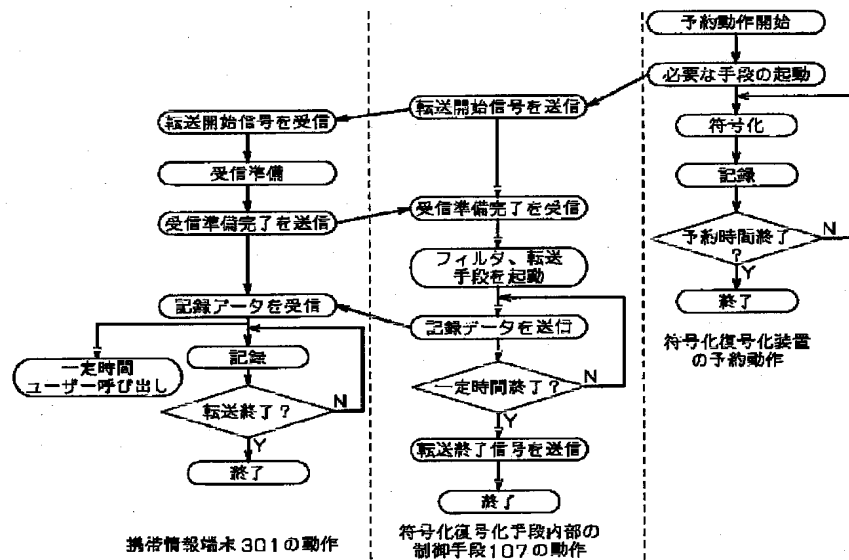 予約動作開始
必要な手段の起動
符号化
記録
予約時間終了
?
N
Y
終了
符号化復号化装置
の予約動作
転送開始信号を送信
受信準備完了を受信
フィルタ、転送
手段を起動
記録データを送信
一定時間終了?
N
Y
転送終了信号を送信
終了
符号化復号化手段内部の
制御手段107の動作
転送開始信号を受信
受信準備
受信準備完了を送信
記録データを受信
一定時間
ユーザー呼び出し
記録
転送終了?
N
Y
終了
携帯情報端末301の動作